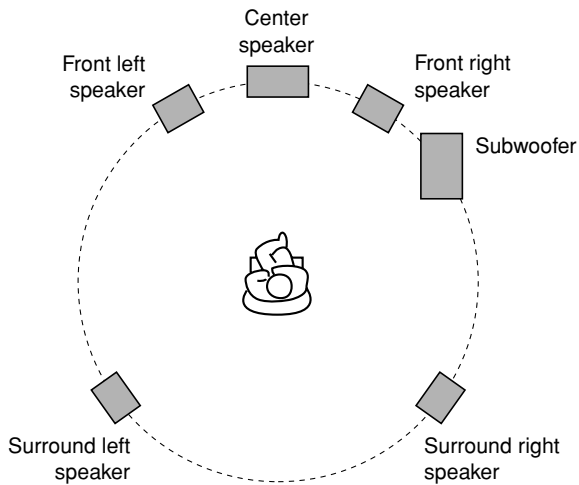 Center
speaker
Front left
speaker
Front right
speaker
Subwoofer
Surround left
speaker
Surround right
speaker